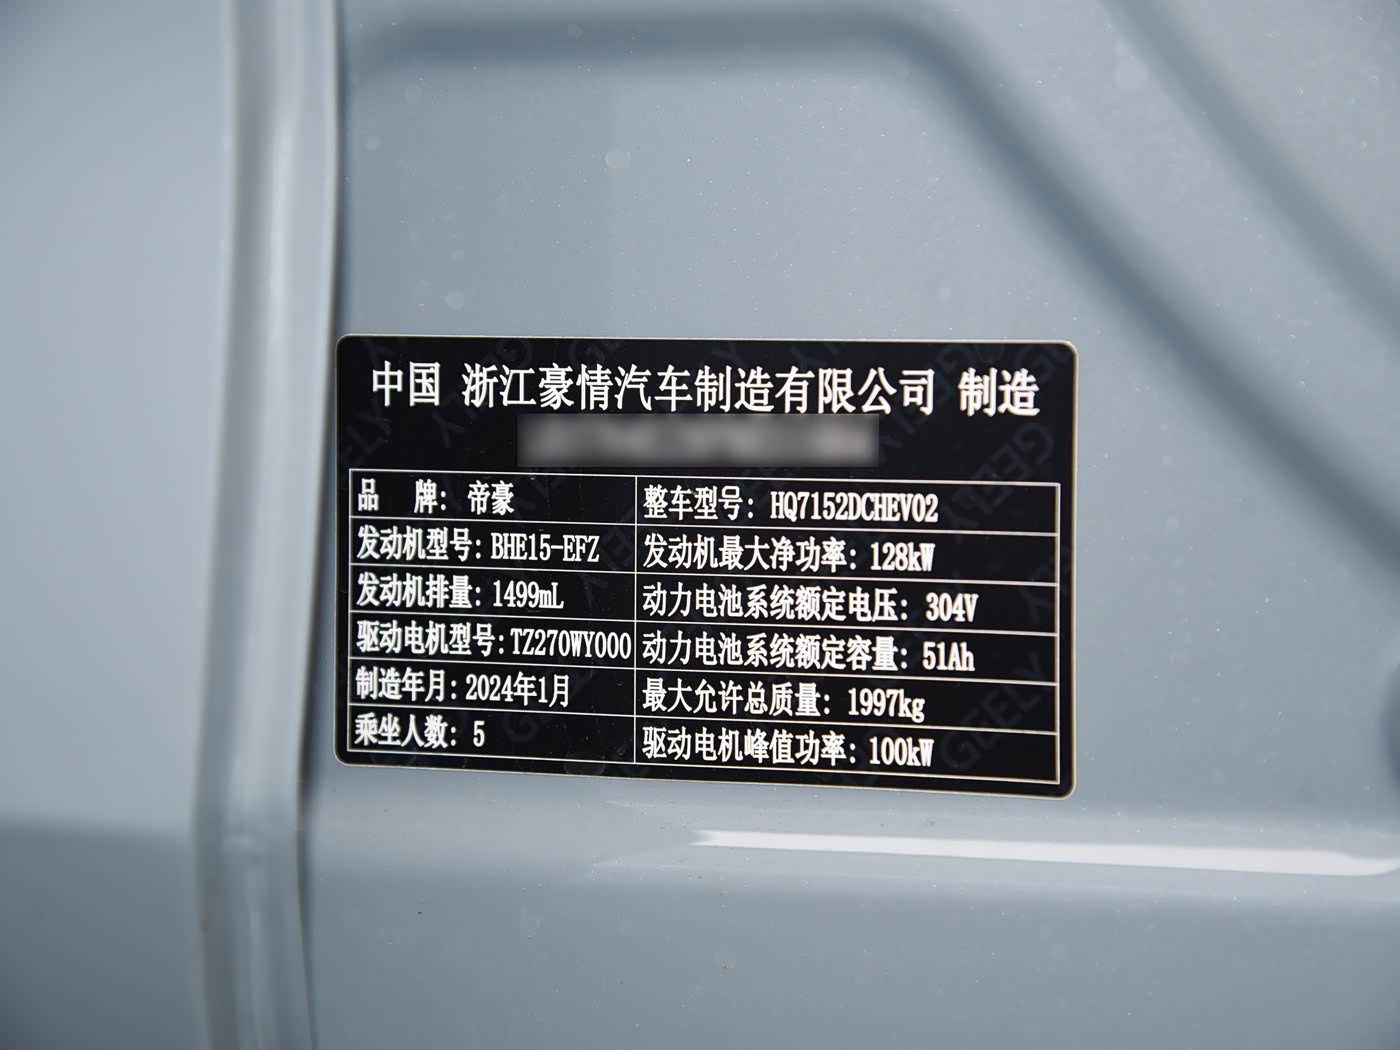 中国 浙江豪情汽车制造有限公司 制造
品 牌：帝豪 整车型号：HQ7152DCHEV02
发动机型号：BHE15-EFZ 发动机最大净功率：128kW
发动机排量：1499mL 动力电池系统额定电压：304V
驱动电机型号：TZ270WY000 动力电池系统额定容量：51Ah
制造年月：2024年1月 最大允许总质量：1997kg
乘坐人数：5 驱动电机峰值功率：100kW